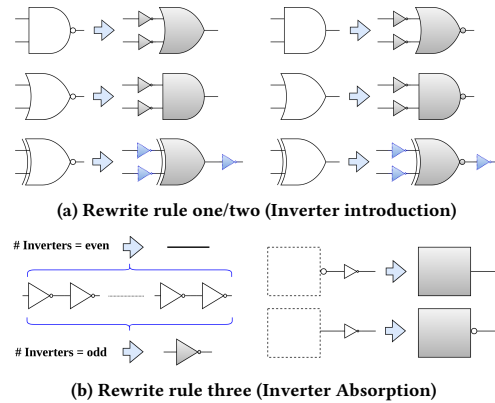 (a) Rewrite rule one/two (Inverter introduction)
# Inverters = even
# Inverters = odd
(b) Rewrite rule three (Inverter Absorption)